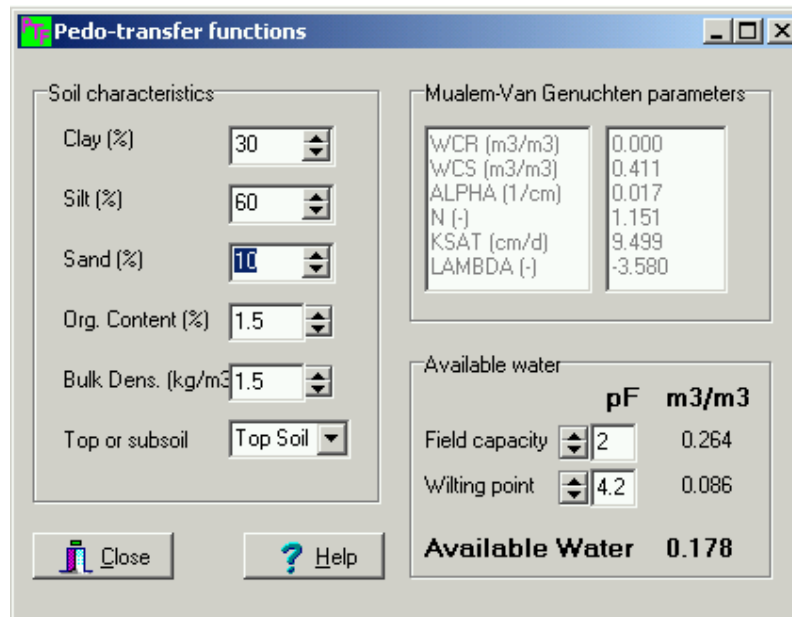 PTF Pedo-transfer functions
Soil characteristics
Clay (%) 30
Silt (%) 60
Sand (%) 10
Org. Content (%) 1.5
Bulk Dens. (kg/m3 1.5
Top or subsoil Top Soil
Close
Help
Mualem-Van Genuchten parameters
WCR (m3/m3) 0.000
WCS (m3/m3) 0.411
ALPHA (1/cm) 0.017
N (-) 1.151
KSAT (cm/d) 9.499
LAMBDA (-) -3.580
Available water
pF m3/m3
Field capacity 2 0.264
Wilting point 4.2 0.086
Available Water 0.178